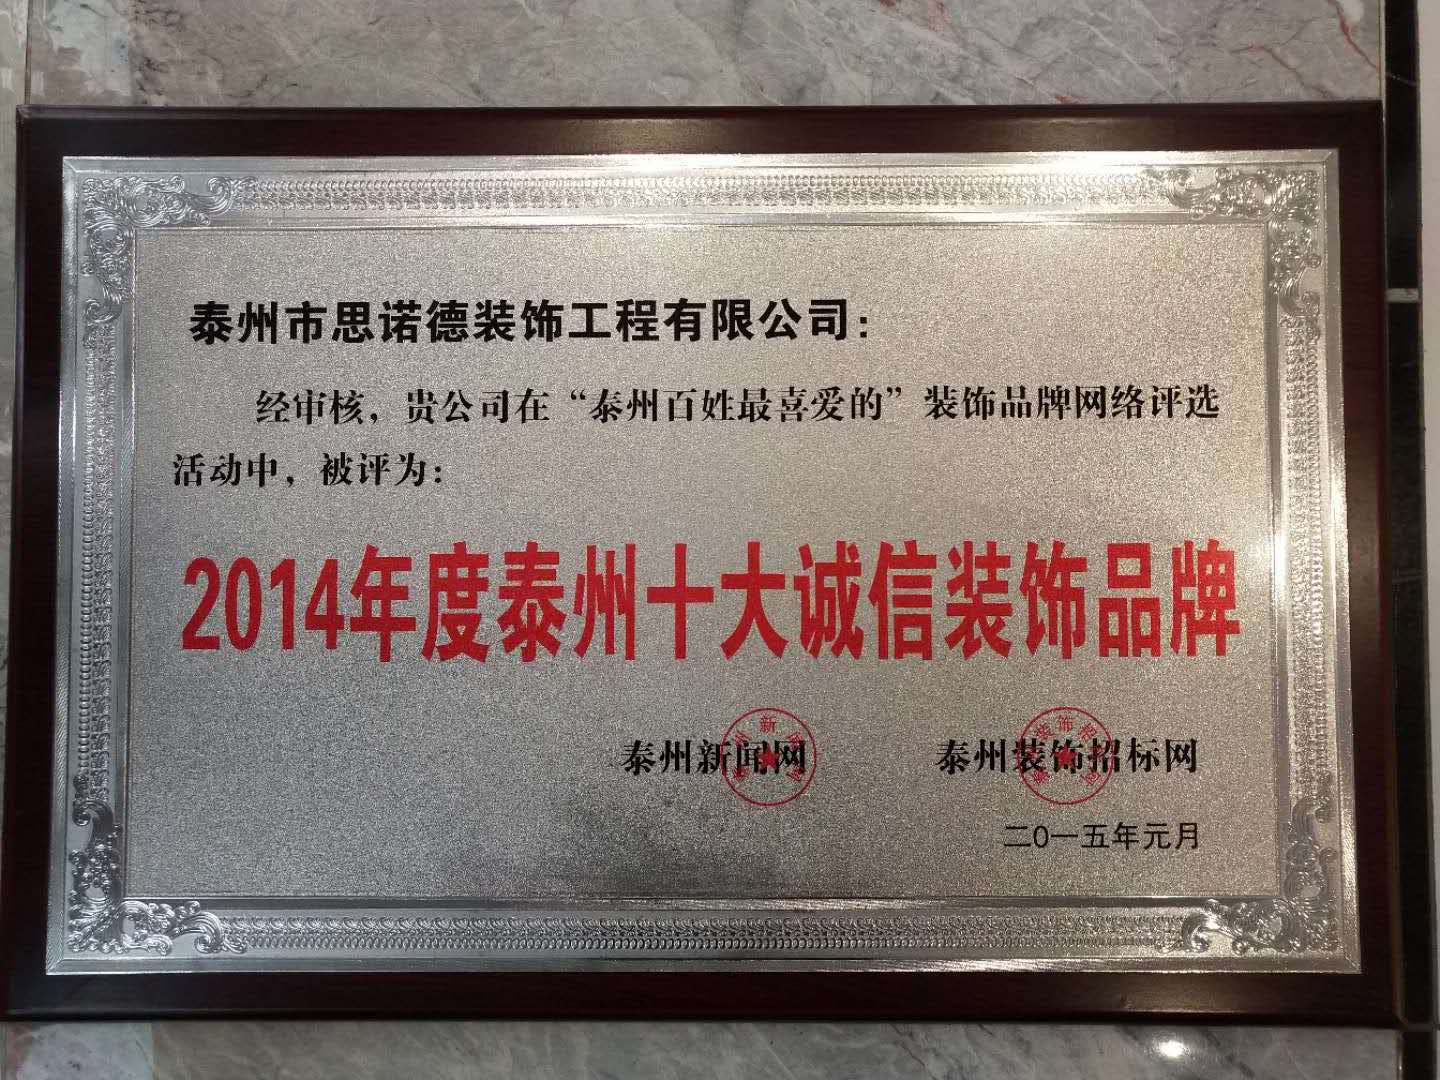 泰州市思诺德装饰工程有限公司：
经审核，贵公司在“泰州百姓最喜爱的”装饰品牌网络评选
活动中，被评为：
2014年度泰州十大诚信装饰品牌
泰州新闻网 泰州装饰招标网
二0一五年元月